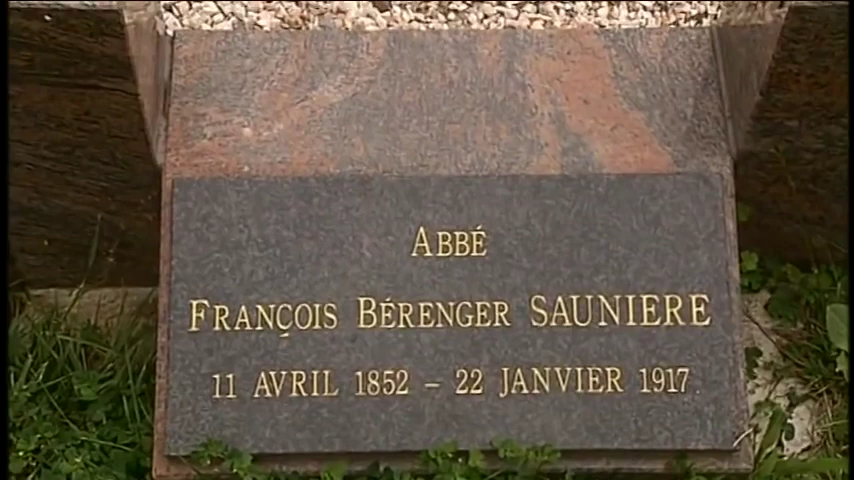 ABBÉ
FRANÇOIS BÉRENGER SAUNIERE
11 AVRIL 1852 – 22 JANVIER 1917